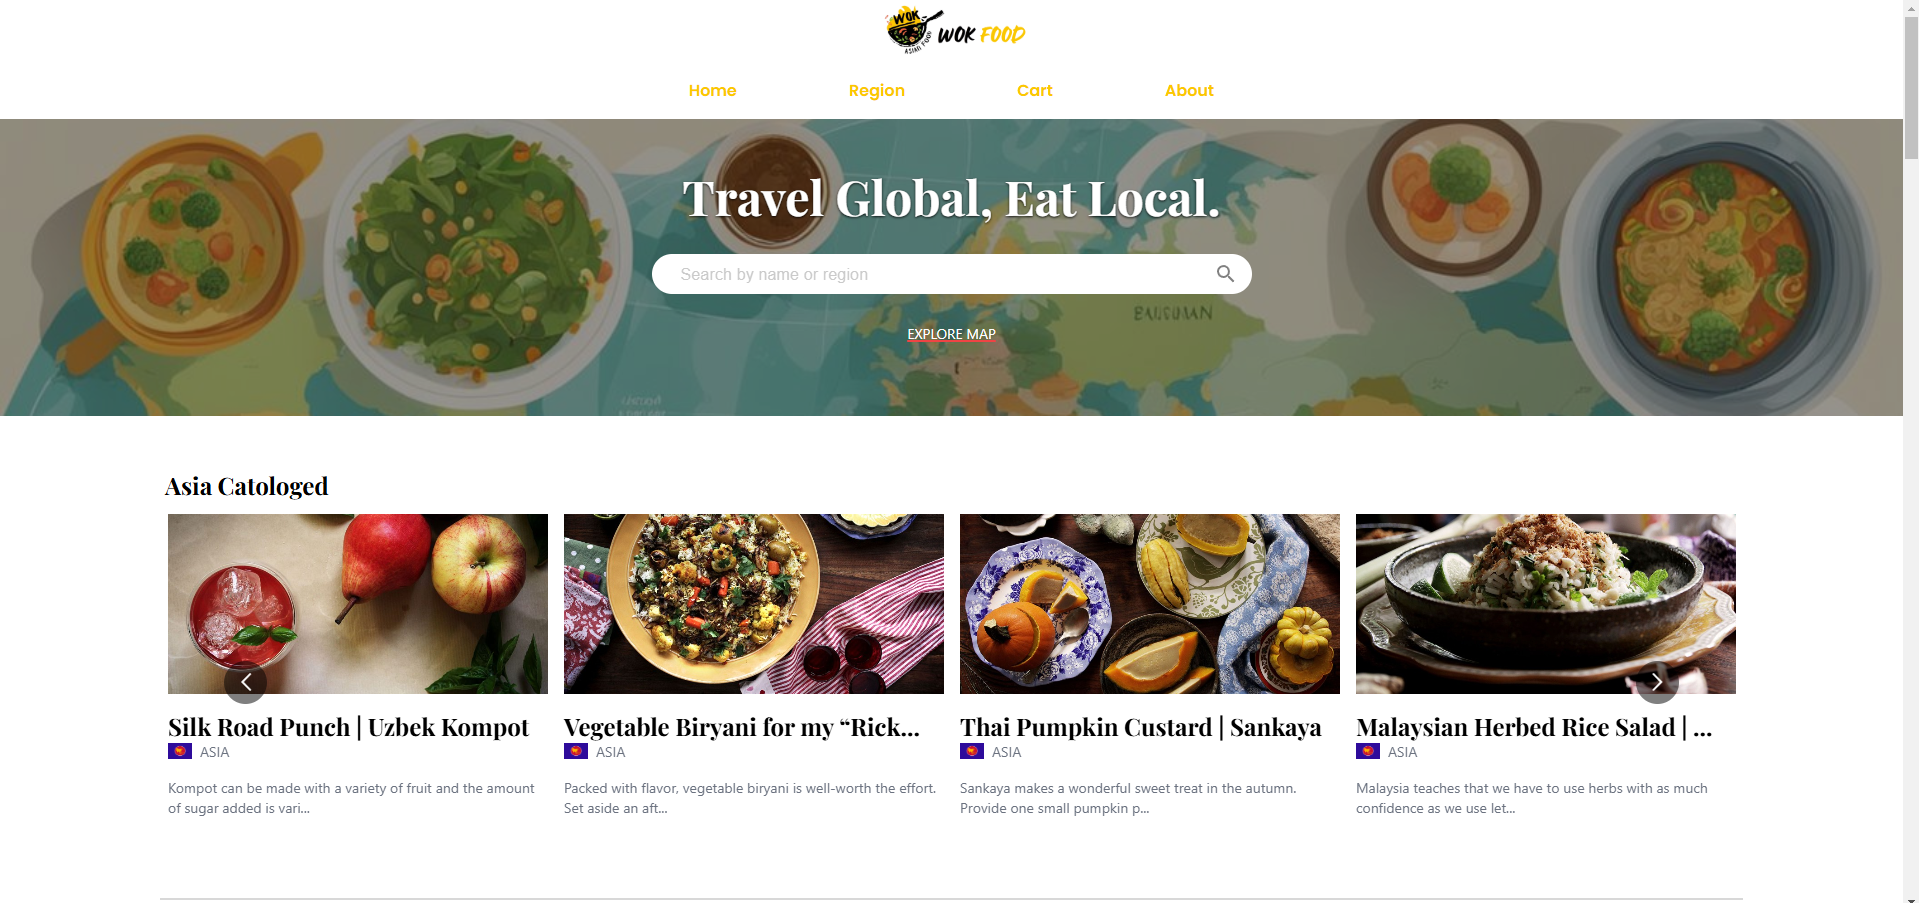 WOK
ASIAN FOOD
WOK FOOD
Home
Region
Cart
About
Travel Global, Eat Local.
Search by name or region
EXPLORE MAP
Asia Catologed
Silk Road Punch | Uzbek Kompot
ASIA
Kompot can be made with a variety of fruit and the amount
of sugar added is vari...
Vegetable Biryani for my “Rick...
ASIA
Packed with flavor, vegetable biryani is well-worth the effort.
Set aside an aft...
Thai Pumpkin Custard | Sankaya
ASIA
Sankaya makes a wonderful sweet treat in the autumn.
Provide one small pumpkin p...
Malaysian Herbed Rice Salad | ...
ASIA
Malaysia teaches that we have to use herbs with as much
confidence as we use let...